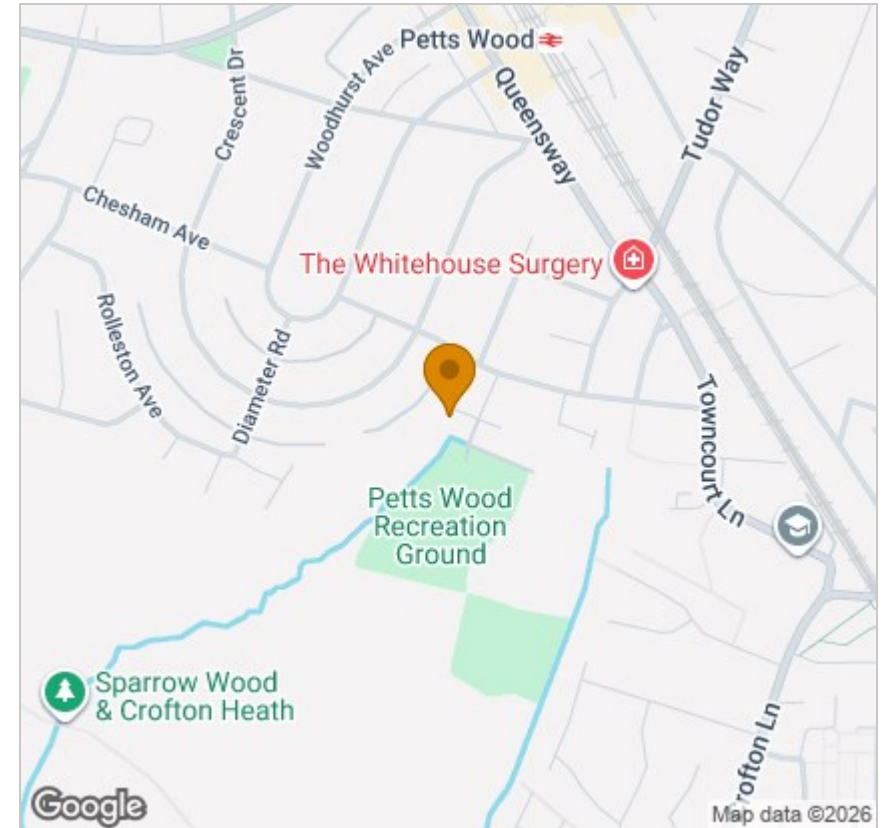 Petts Wood
Crescent Dr
Woodhurst Ave
Queensway
Tudor Way
Chesham Ave
The Whitehouse Surgery
Rolleston Ave
Diameter Rd
Towncourt Ln
Petts Wood
Recreation
Ground
Sparrow Wood
& Crofton Heath
rofton Ln
Google
Map data ©2026